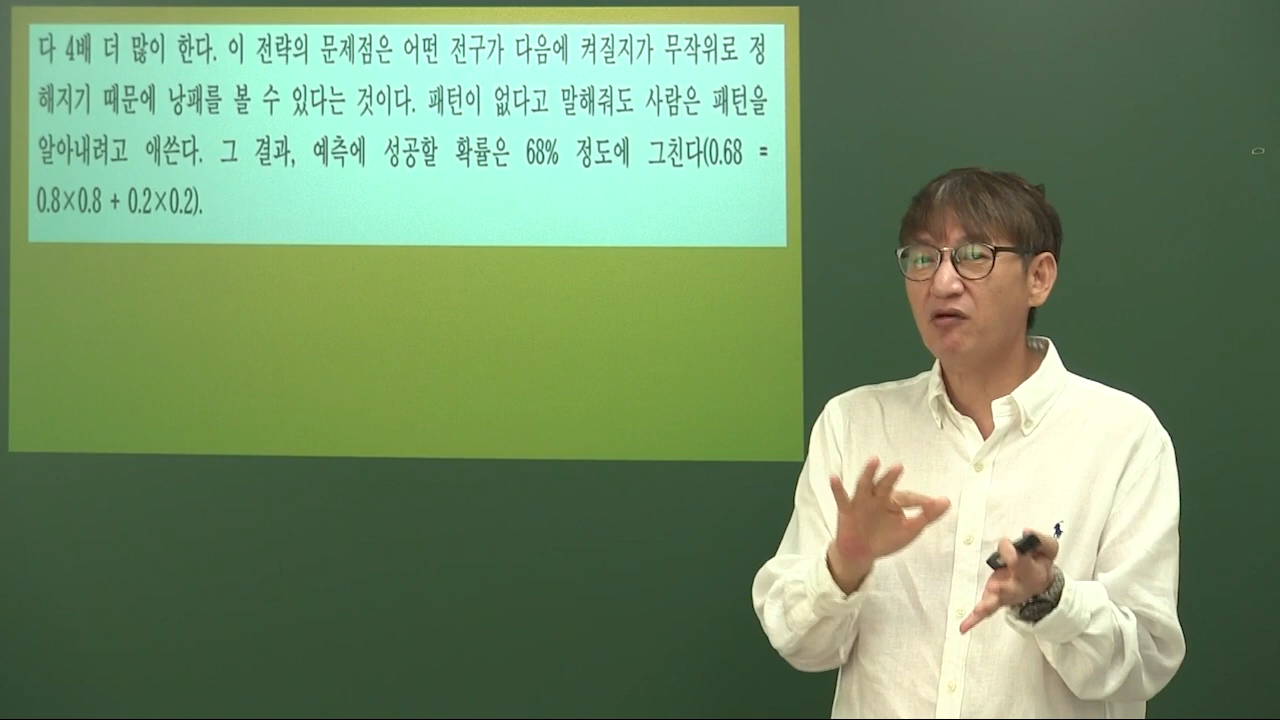 다 4배 더 많이 한다. 이 전략의 문제점은 어떤 전구가 다음에 켜질지가 무작위로 정
해지기 때문에 낭패를 볼 수 있다는 것이다. 패턴이 없다고 말해줘도 사람은 패턴을
알아내려고 애쓴다. 그 결과, 예측에 성공할 확률은 68% 정도에 그친다(0.68 =
0.8×0.8 + 0.2×0.2).